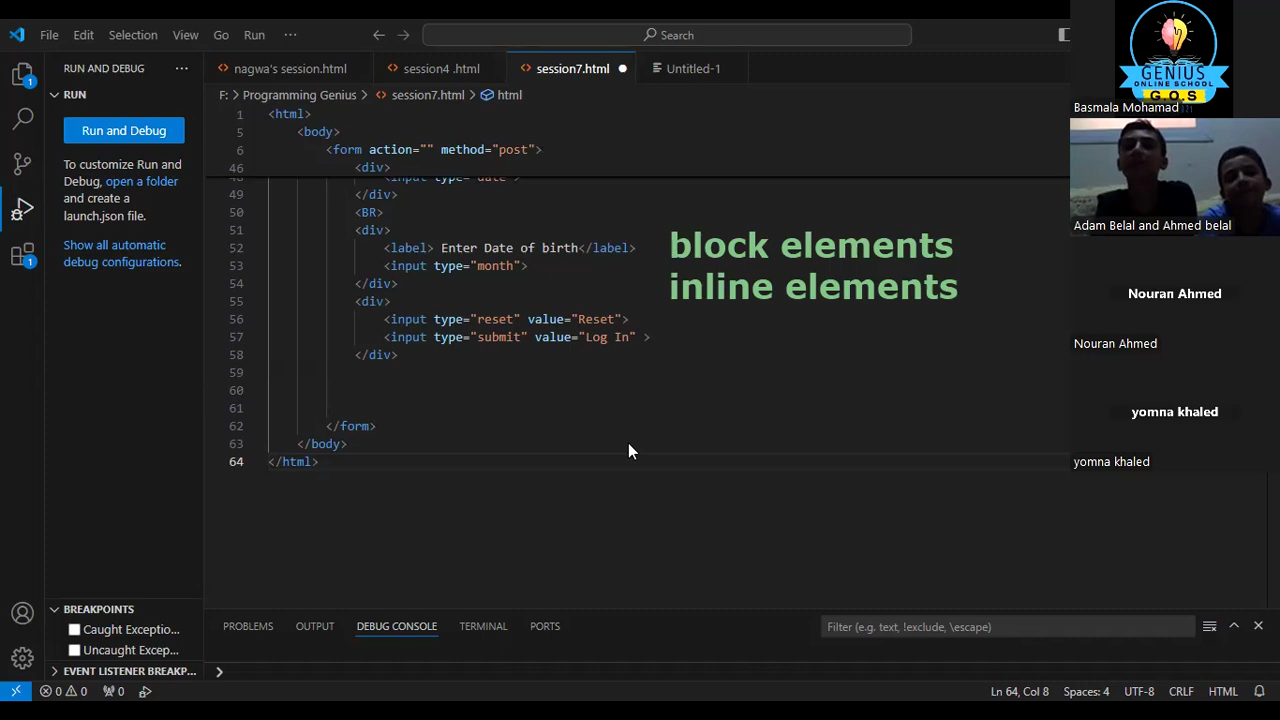 File Edit Selection View Go Run ··· Search
RUN AND DEBUG ···
nagwa's session.html session4 .html session7.html Untitled-1
RUN
F: > Programming Genius > session7.html > html
Run and Debug
To customize Run and
Debug, open a folder and
create a
launch.json file.
Show all automatic
debug configurations.
1 <html>
5 <body>
6 <form action="" method="post">
46 <div>
49 </div>
50 <BR>
51 <div>
52 <label> Enter Date of birth</label>
53 <input type="month">
54 </div>
55 <div>
56 <input type="reset" value="Reset">
57 <input type="submit" value="Log In" >
58 </div>
59
60
61
62 </form>
63 </body>
64 </html>
block elements
inline elements
GENIUS
ONLINE SCHOOL
G.O.S
Basmala Mohamad
Adam Belal and Ahmed belal
Nouran Ahmed
Nouran Ahmed
yomna khaled
yomna khaled
BREAKPOINTS
Caught Exceptio...
Uncaught Excep...
EVENT LISTENER BREAKP...
PROBLEMS OUTPUT DEBUG CONSOLE TERMINAL PORTS
Filter (e.g. text, !exclude, \escape)
0 0 0 Ln 64, Col 8 Spaces: 4 UTF-8 CRLF HTML